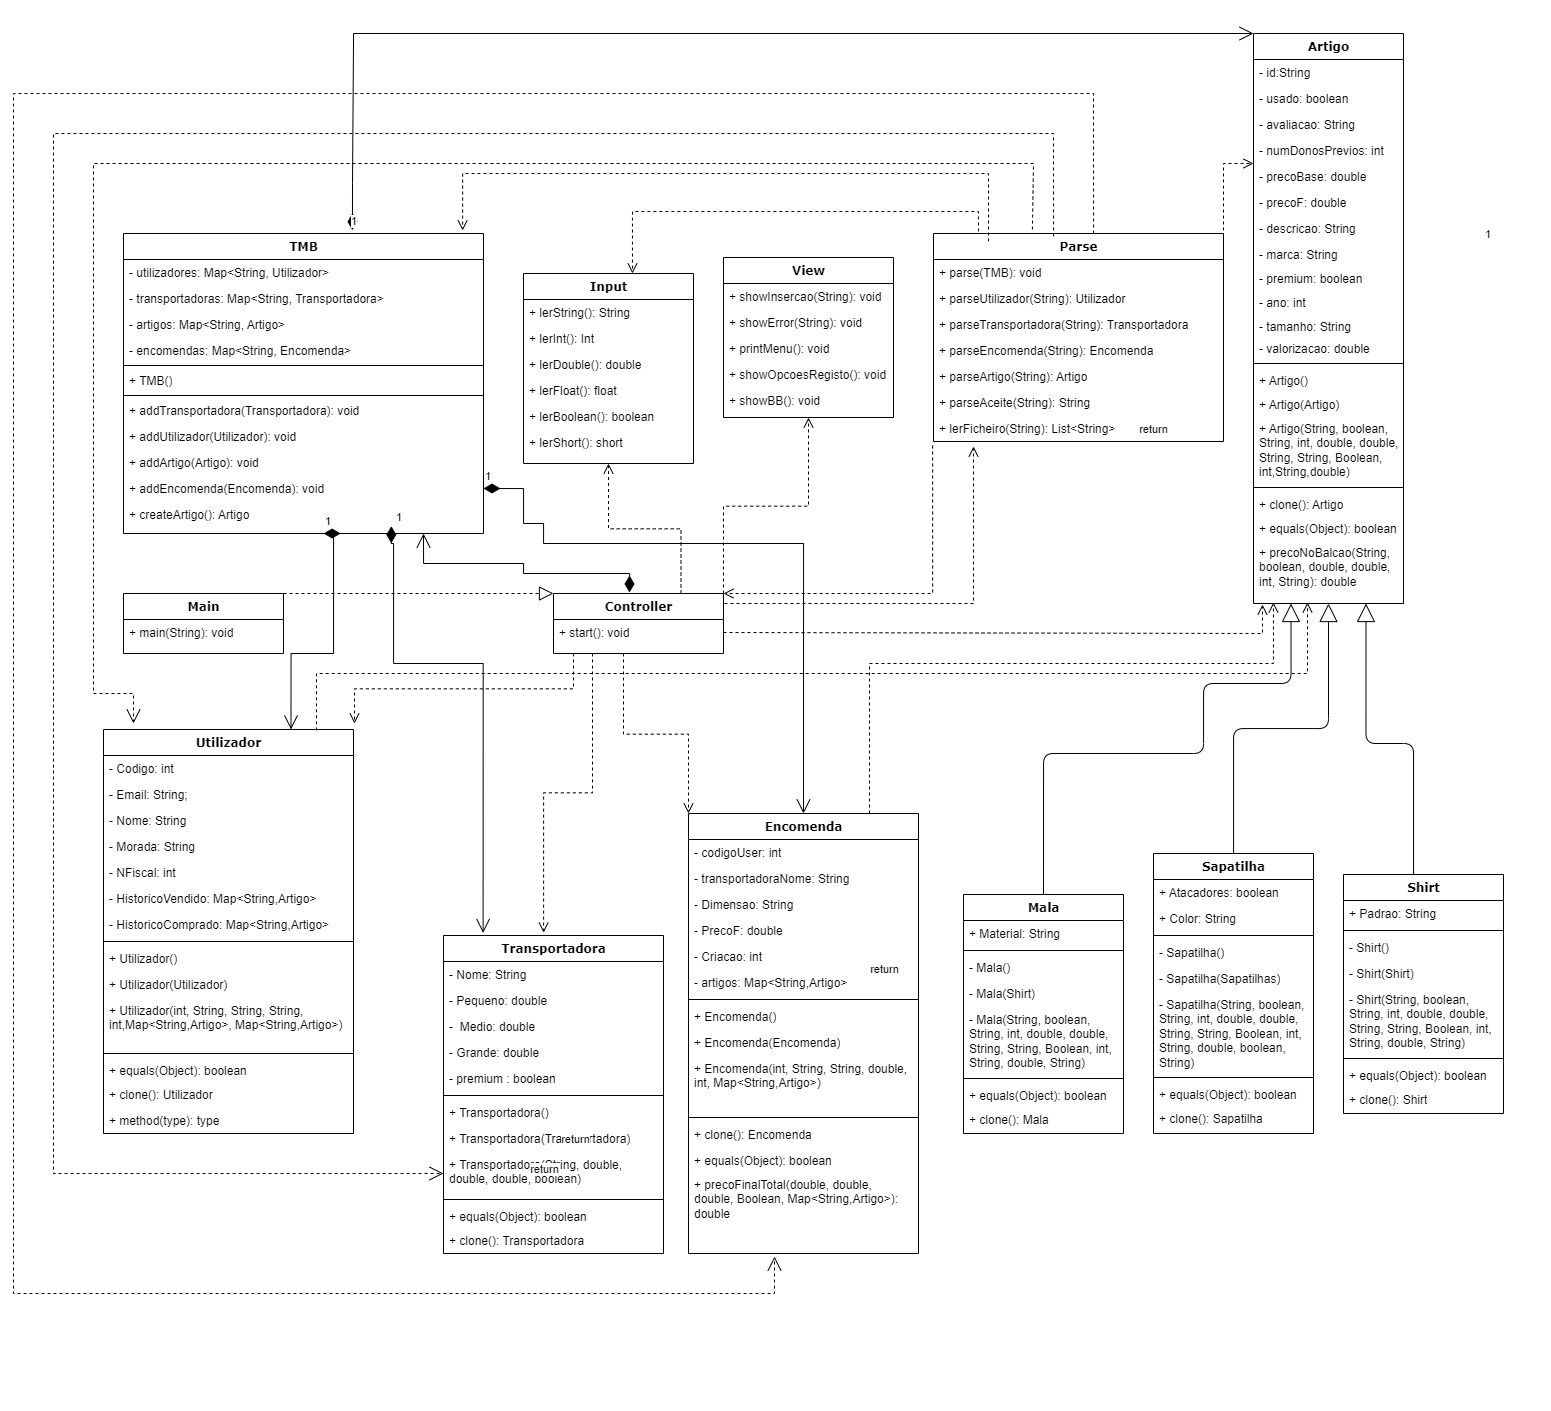 Artigo
- id:String
- usado: boolean
- avaliacao: String
- numDonosPrevios: int
- precoBase: double
- precoF: double
- descricao: String
- marca: String
- premium: boolean
- ano: int
- tamanho: String
- valorizacao: double
+ Artigo()
+ Artigo(Artigo)
+ Artigo(String, boolean,
String, int, double, double,
String, String, Boolean,
int,String,double)
+ clone(): Artigo
+ equals(Object): boolean
+ precoNoBalcao(String,
boolean, double, double,
int, String): double
1
1
TMB
- utilizadores: Map<String, Utilizador>
- transportadoras: Map<String, Transportadora>
- artigos: Map<String, Artigo>
- encomendas: Map<String, Encomenda>
+ TMB()
+ addTransportadora(Transportadora): void
+ addUtilizador(Utilizador): void
+ addArtigo(Artigo): void
+ addEncomenda(Encomenda): void
+ createArtigo(): Artigo
1
1
1
Input
+ lerString(): String
+ lerInt(): Int
+ lerDouble(): double
+ lerFloat(): float
+ lerBoolean(): boolean
+ lerShort(): short
View
+ showInsercao(String): void
+ showError(String): void
+ printMenu(): void
+ showOpcoesRegisto(): void
+ showBB(): void
Parse
+ parse(TMB): void
+ parseUtilizador(String): Utilizador
+ parseTransportadora(String): Transportadora
+ parseEncomenda(String): Encomenda
+ parseArtigo(String): Artigo
+ parseAceite(String): String
+ lerFicheiro(String): List<String>
return
Main
+ main(String): void
Controller
+ start(): void
Utilizador
- Codigo: int
- Email: String;
- Nome: String
- Morada: String
- NFiscal: int
- HistoricoVendido: Map<String,Artigo>
- HistoricoComprado: Map<String,Artigo>
+ Utilizador()
+ Utilizador(Utilizador)
+ Utilizador(int, String, String, String,
int,Map<String,Artigo>, Map<String,Artigo>)
+ equals(Object): boolean
+ clone(): Utilizador
+ method(type): type
Transportadora
- Nome: String
- Pequeno: double
- Medio: double
- Grande: double
- premium : boolean
+ Transportadora()
+ Transportadora(Tra
return
tadora)
return
double,
double, double, boolean)
+ equals(Object): boolean
+ clone(): Transportadora
Encomenda
- codigoUser: int
- transportadoraNome: String
- Dimensao: String
- PrecoF: double
- Criacao: int
return
- artigos: Map<String,Artigo>
+ Encomenda()
+ Encomenda(Encomenda)
+ Encomenda(int, String, String, double,
int, Map<String,Artigo>)
+ clone(): Encomenda
+ equals(Object): boolean
+ precoFinalTotal(double, double,
double, Boolean, Map<String,Artigo>):
double
Mala
+ Material: String
- Mala()
- Mala(Shirt)
- Mala(String, boolean,
String, int, double, double,
String, String, Boolean, int,
String, double, String)
+ equals(Object): boolean
+ clone(): Mala
Sapatilha
+ Atacadores: boolean
+ Color: String
- Sapatilha()
- Sapatilha(Sapatilhas)
- Sapatilha(String, boolean,
String, int, double, double,
String, String, Boolean, int,
String, double, boolean,
String)
+ equals(Object): boolean
+ clone(): Sapatilha
Shirt
+ Padrao: String
- Shirt()
- Shirt(Shirt)
- Shirt(String, boolean,
String, int, double, double,
String, String, Boolean, int,
String, double, String)
+ equals(Object): boolean
+ clone(): Shirt